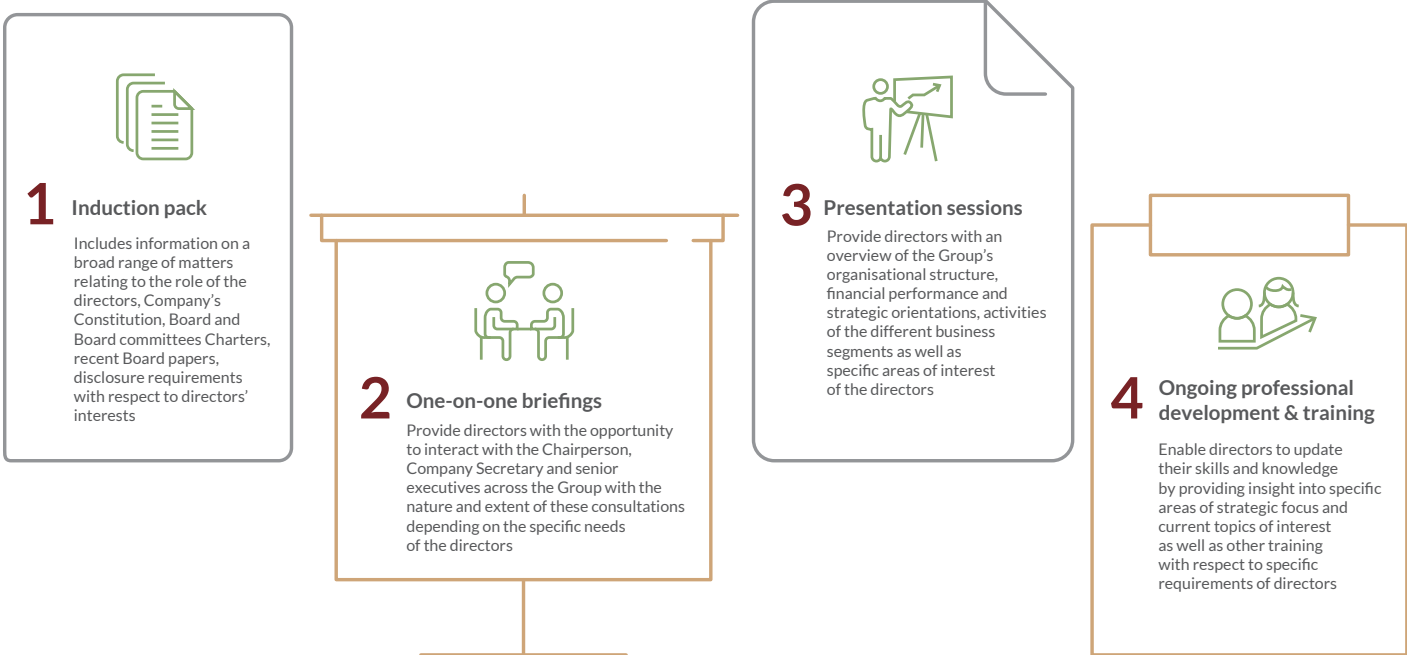 1
Induction pack
Includes information on a
broad range of matters
relating to the role of the
directors, Company’s
Constitution, Board and
Board committees Charters,
recent Board papers,
disclosure requirements
with respect to directors’
interests
2
One-on-one briefings
Provide directors with the opportunity
to interact with the Chairperson,
Company Secretary and senior
executives across the Group with the
nature and extent of these consultations
depending on the specific needs
of the directors
3
Presentation sessions
Provide directors with an
overview of the Group’s
organisational structure,
financial performance and
strategic orientations, activities
of the different business
segments as well as
specific areas of interest
of the directors
4
Ongoing professional
development & training
Enable directors to update
their skills and knowledge
by providing insight into specific
areas of strategic focus and
current topics of interest
as well as other training
with respect to specific
requirements of directors